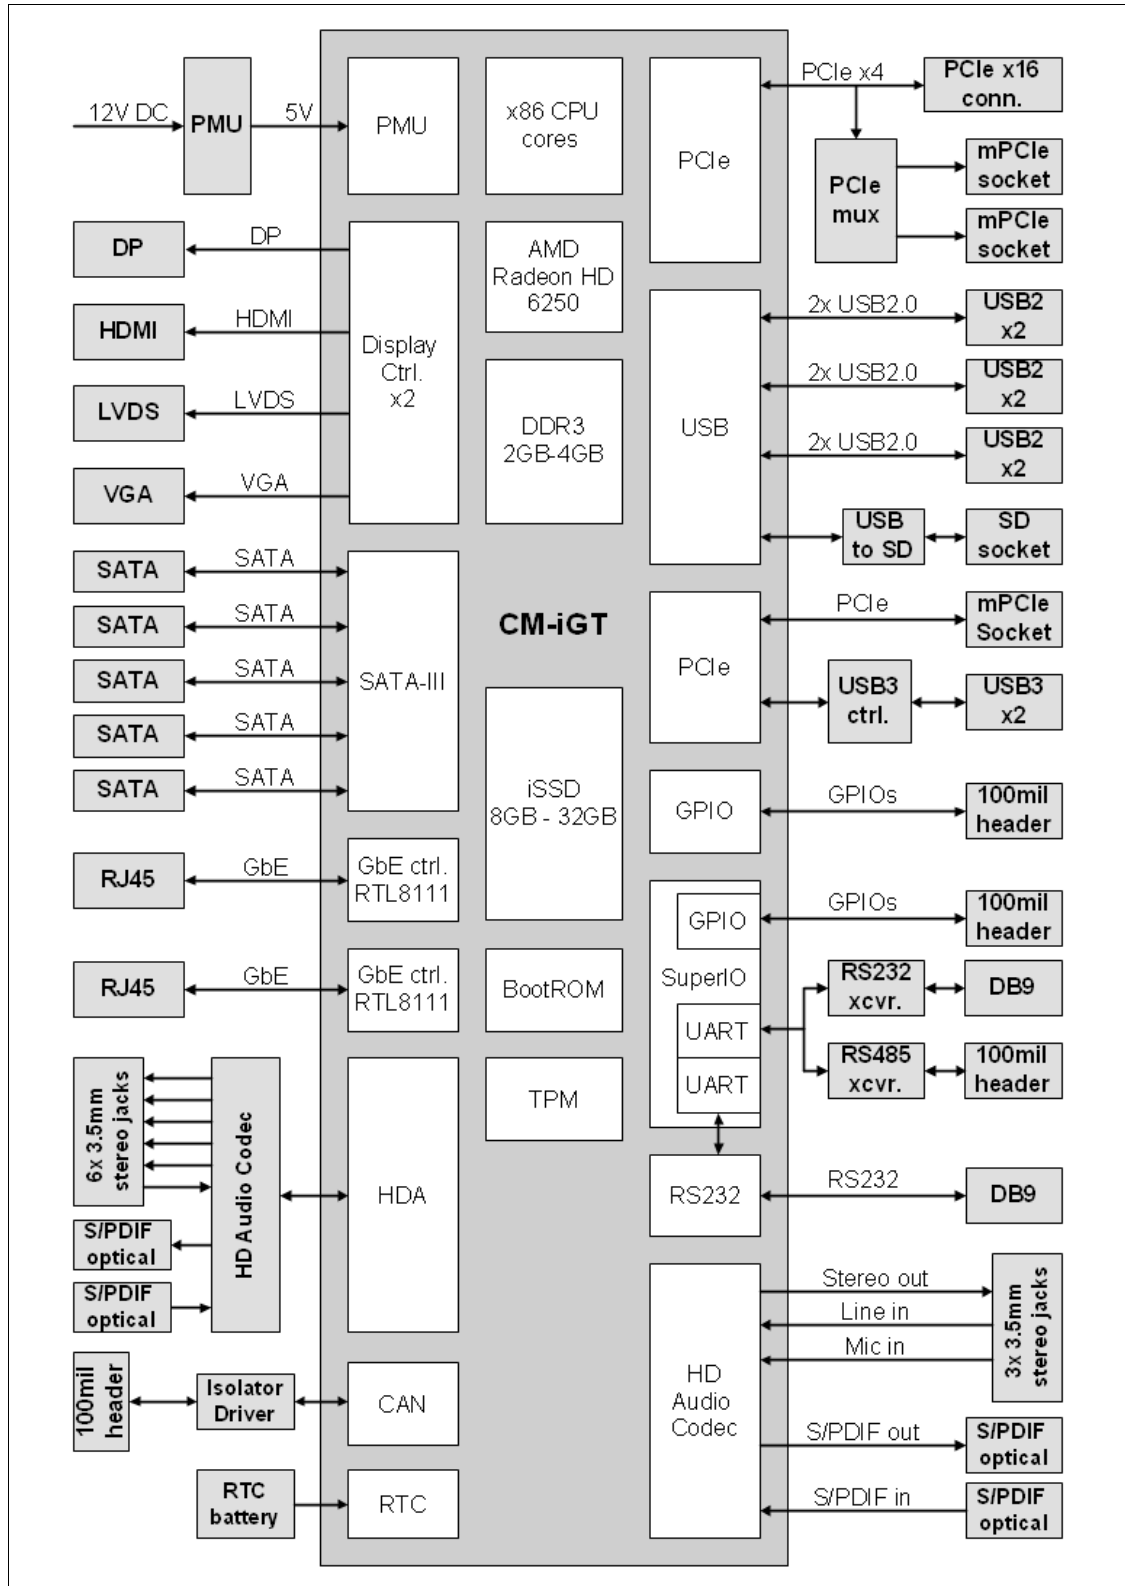 12V DC
PMU
5V
PMU
x86 CPU
cores
PCIe
PCIe x4
PCIe x16
conn.
PCIe
mux
mPCIe
socket
mPCIe
socket
DP
DP
HDMI
HDMI
LVDS
LVDS
VGA
VGA
Display
Ctrl.
x2
AMD
Radeon HD
6250
DDR3
2GB-4GB
USB
2x USB2.0
USB2
x2
2x USB2.0
USB2
x2
2x USB2.0
USB2
x2
USB
to SD
SD
socket
SATA
SATA
SATA
SATA
SATA
SATA
SATA
SATA
SATA
SATA
SATA-III
CM-iGT
PCIe
PCIe
mPCIe
Socket
USB3
ctrl.
USB3
x2
iSSD
8GB - 32GB
GPIO
GPIOs
100mil
header
RJ45
GbE
GbE ctrl.
RTL8111
RJ45
GbE
GbE ctrl.
RTL8111
BootROM
TPM
GPIO
SuperIO
UART
UART
GPIOs
100mil
header
RS232
xcvr.
DB9
RS485
xcvr.
100mil
header
6x 3.5mm
stereo jacks
HD Audio Codec
HDA
S/PDIF
optical
S/PDIF
optical
RS232
RS232
DB9
HD
Audio
Codec
Stereo out
Line in
Mic in
3x 3.5mm
stereo jacks
S/PDIF out
S/PDIF
optical
S/PDIF in
S/PDIF
optical
100mil
header
Isolator
Driver
CAN
RTC
battery
RTC